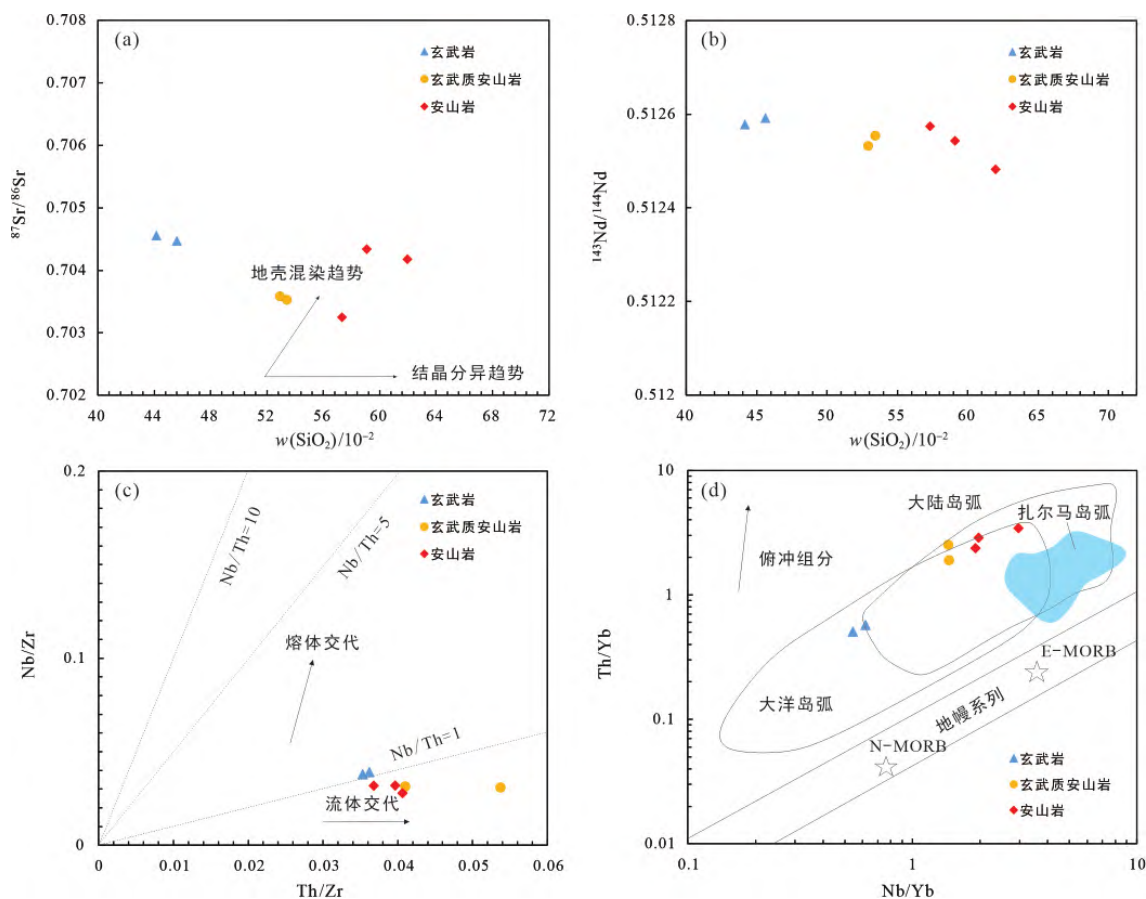 (a)
玄武岩
玄武质安山岩
安山岩
地壳混染趋势
结晶分异趋势
⁸⁷Sr/⁸⁶Sr
0.708
0.707
0.706
0.705
0.704
0.703
0.702
40 44 48 52 56 60 64 68 72
w(SiO₂)/10⁻²
(b)
玄武岩
玄武质安山岩
安山岩
¹⁴³Nd/¹⁴⁴Nd
0.5128
0.5126
0.5124
0.5122
0.512
40 45 50 55 60 65 70
w(SiO₂)/10⁻²
(c)
玄武岩
玄武质安山岩
安山岩
Nb/Th=10
Nb/Th=5
熔体交代
Nb/Th=1
流体交代
Nb/Zr
0.2
0.1
0
0 0.01 0.02 0.03 0.04 0.05 0.06
Th/Zr
(d)
大陆岛弧
扎尔马岛弧
俯冲组分
E-MORB
大洋岛弧
地幔系列
N-MORB
玄武岩
玄武质安山岩
安山岩
Th/Yb
10
1
0.1
0.01
0.1 1 10
Nb/Yb